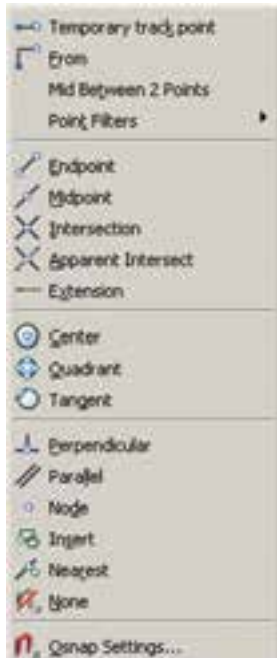 Temporary track point
From
Mid Between 2 Points
Point Filters
Endpoint
Midpoint
Intersection
Apparent Intersect
Extension
Center
Quadrant
Tangent
Perpendicular
Parallel
Node
Insert
Nearest
None
Osnap Settings...